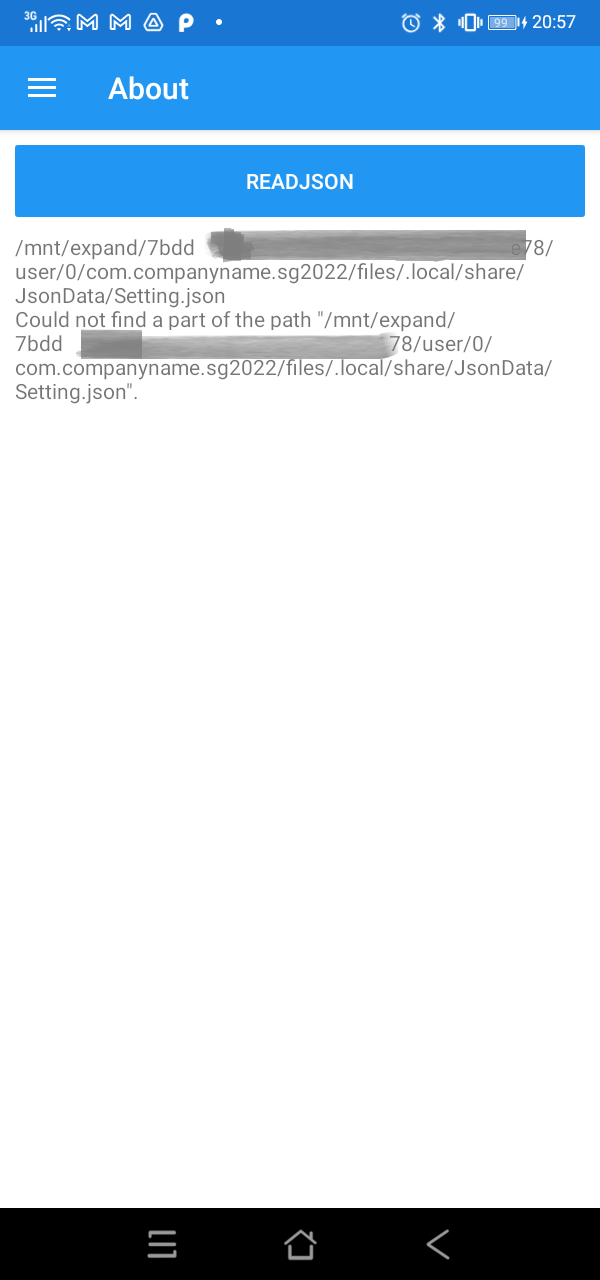 3G
99
20:57
About
READJSON
/mnt/expand/7bdd e78/
user/0/com.companyname.sg2022/files/.local/share/
JsonData/Setting.json
Could not find a part of the path "/mnt/expand/
7bdd 78/user/0/
com.companyname.sg2022/files/.local/share/JsonData/
Setting.json".